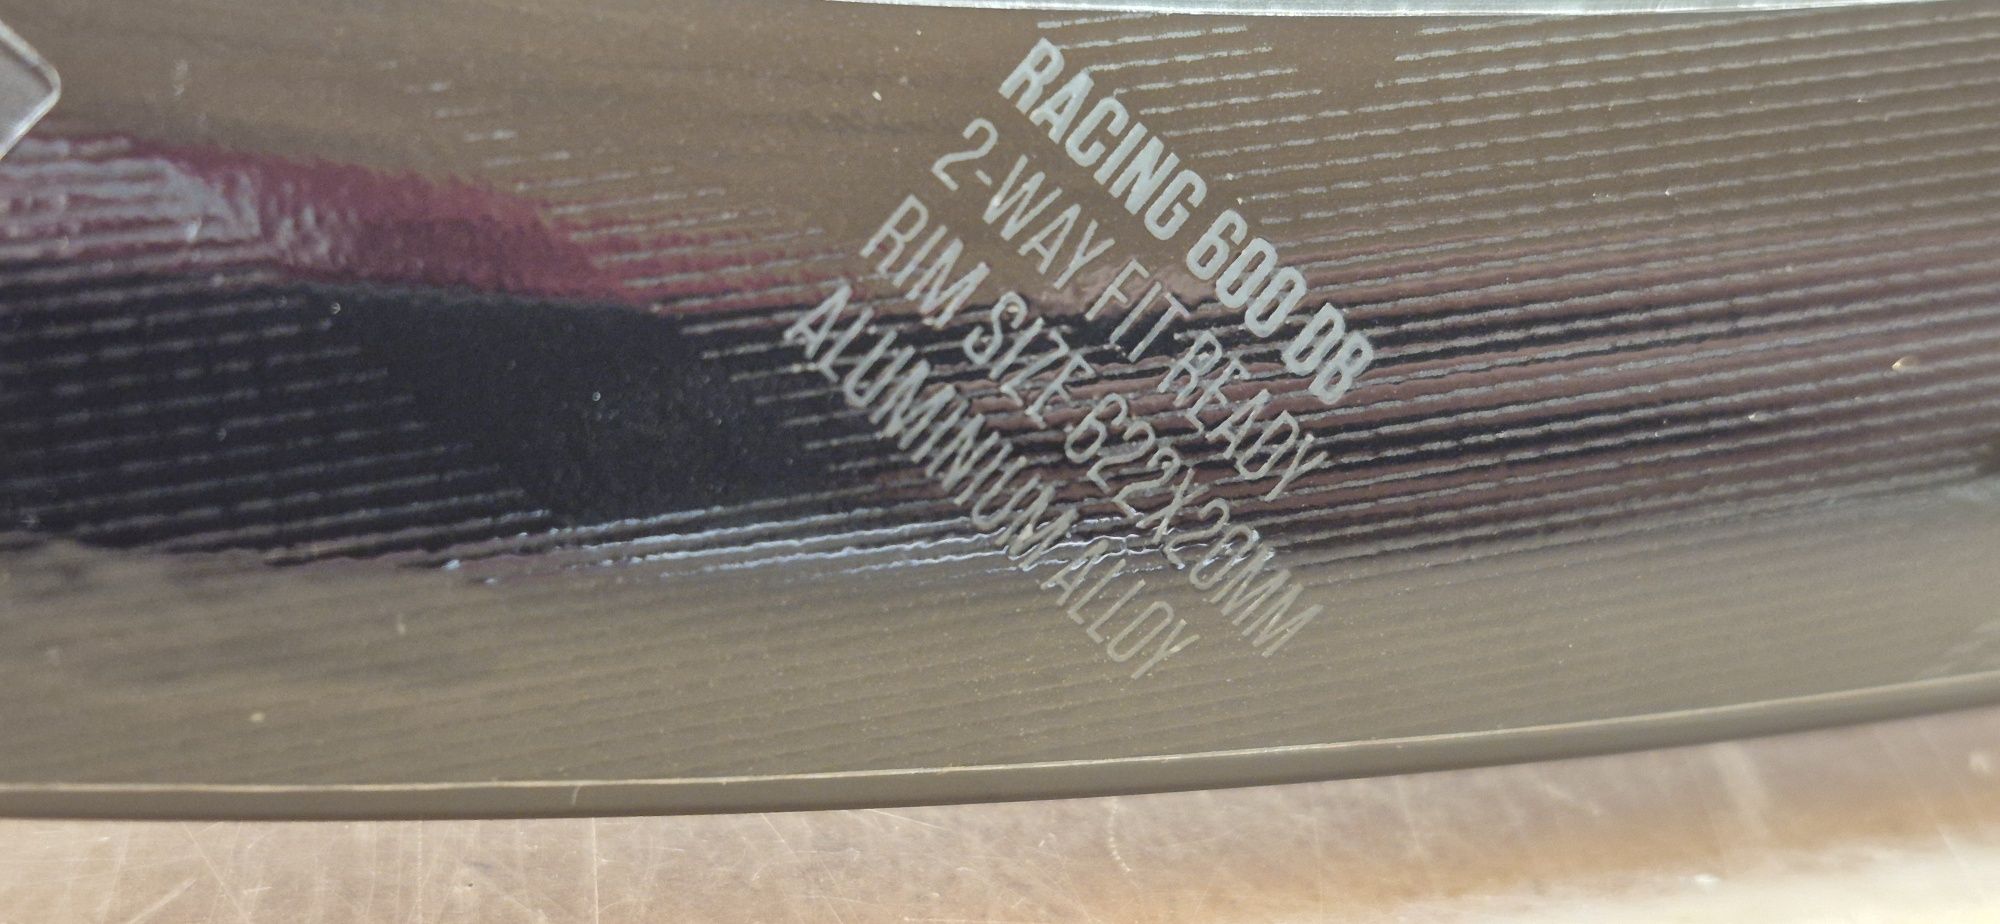 RACING 600 DB
2-WAY FIT READY
RIM SIZE 622X20MM
ALUMINIUM ALLOY